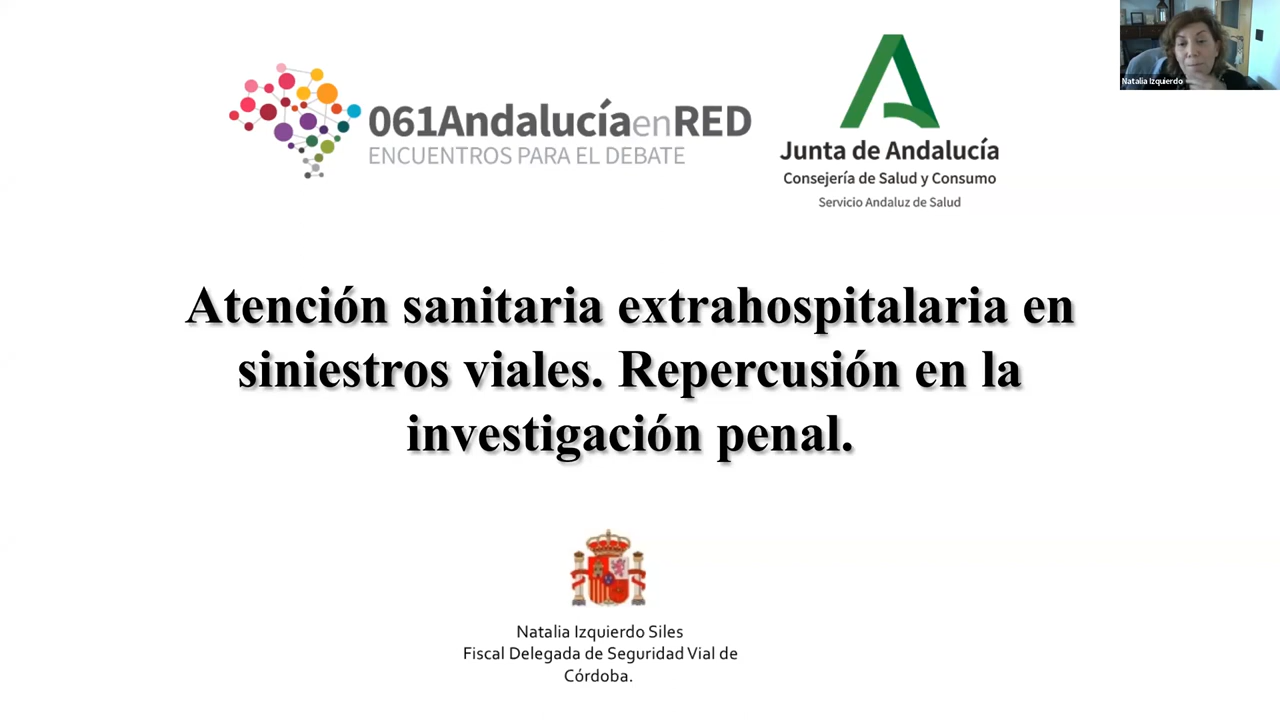 061AndalucíaenRED
ENCUENTROS PARA EL DEBATE
Junta de Andalucía
Consejería de Salud y Consumo
Servicio Andaluz de Salud
Natalia Izquierdo
Atención sanitaria extrahospitalaria en
siniestros viales. Repercusión en la
investigación penal.
Natalia Izquierdo Siles
Fiscal Delegada de Seguridad Vial de
Córdoba.